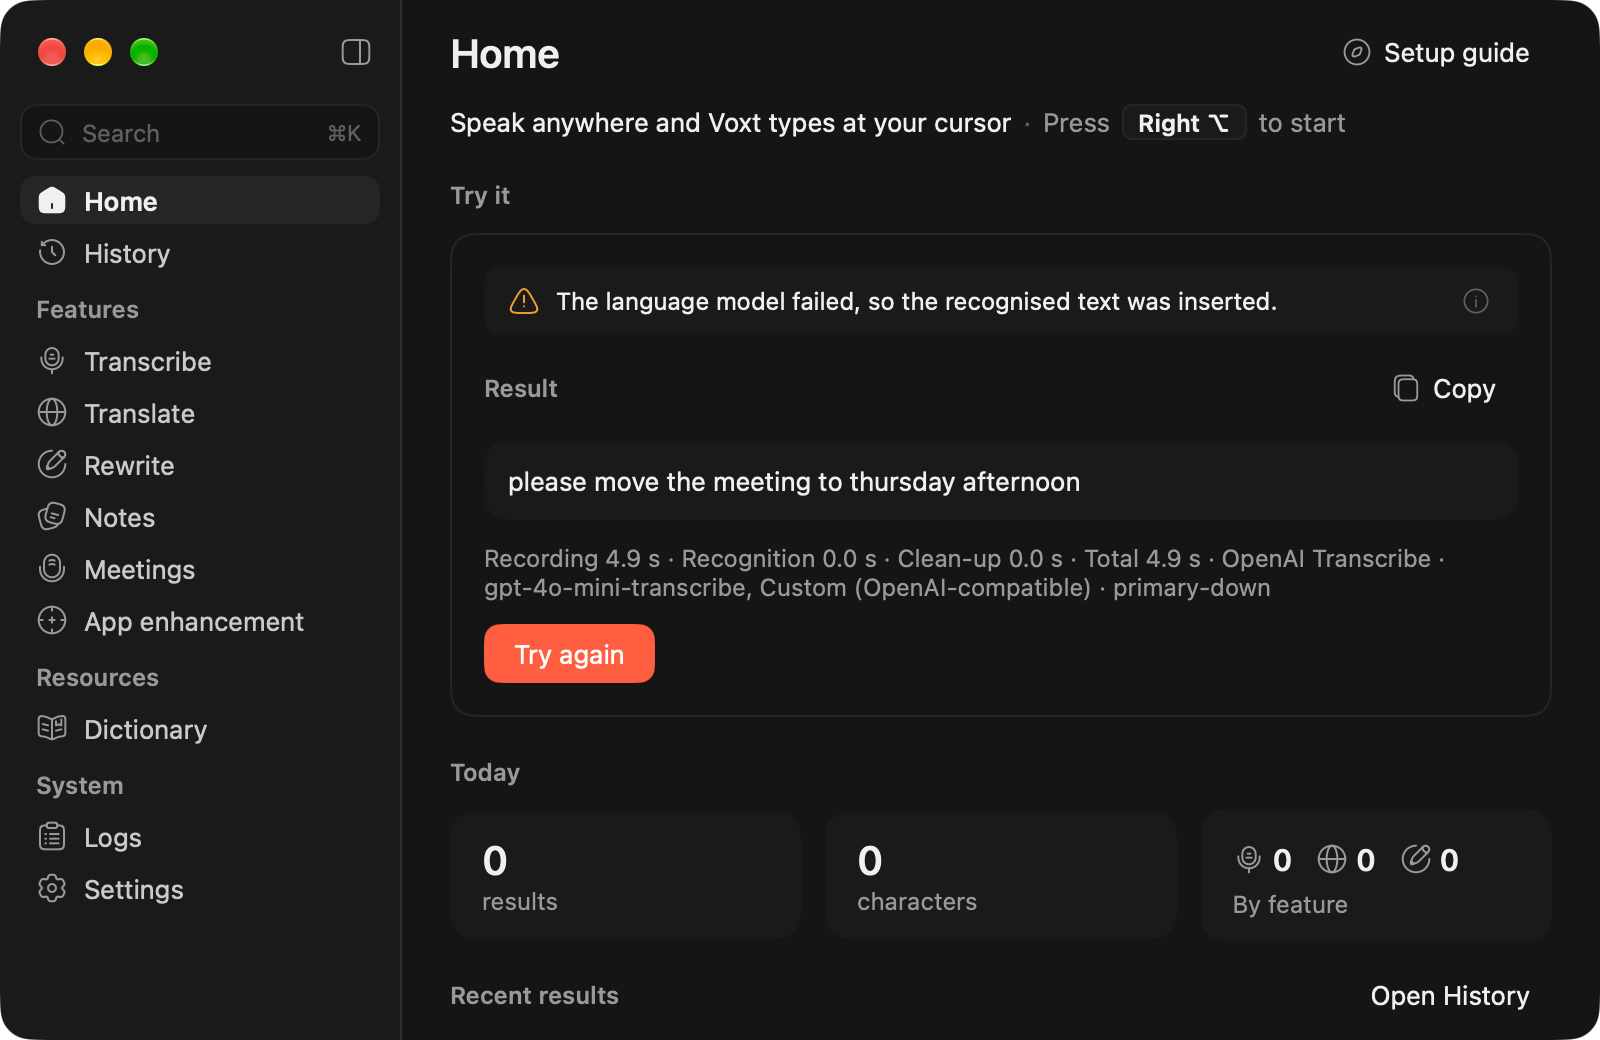 Search ⌘K
Home
History
Features
Transcribe
Translate
Rewrite
Notes
Meetings
App enhancement
Resources
Dictionary
System
Logs
Settings
Home
Setup guide
Speak anywhere and Voxt types at your cursor · Press Right ⌥ to start
Try it
The language model failed, so the recognised text was inserted.
Result
Copy
please move the meeting to thursday afternoon
Recording 4.9 s · Recognition 0.0 s · Clean-up 0.0 s · Total 4.9 s · OpenAI Transcribe ·
gpt-4o-mini-transcribe, Custom (OpenAI-compatible) · primary-down
Try again
Today
0
results
0
characters
0 0 0
By feature
Recent results
Open History